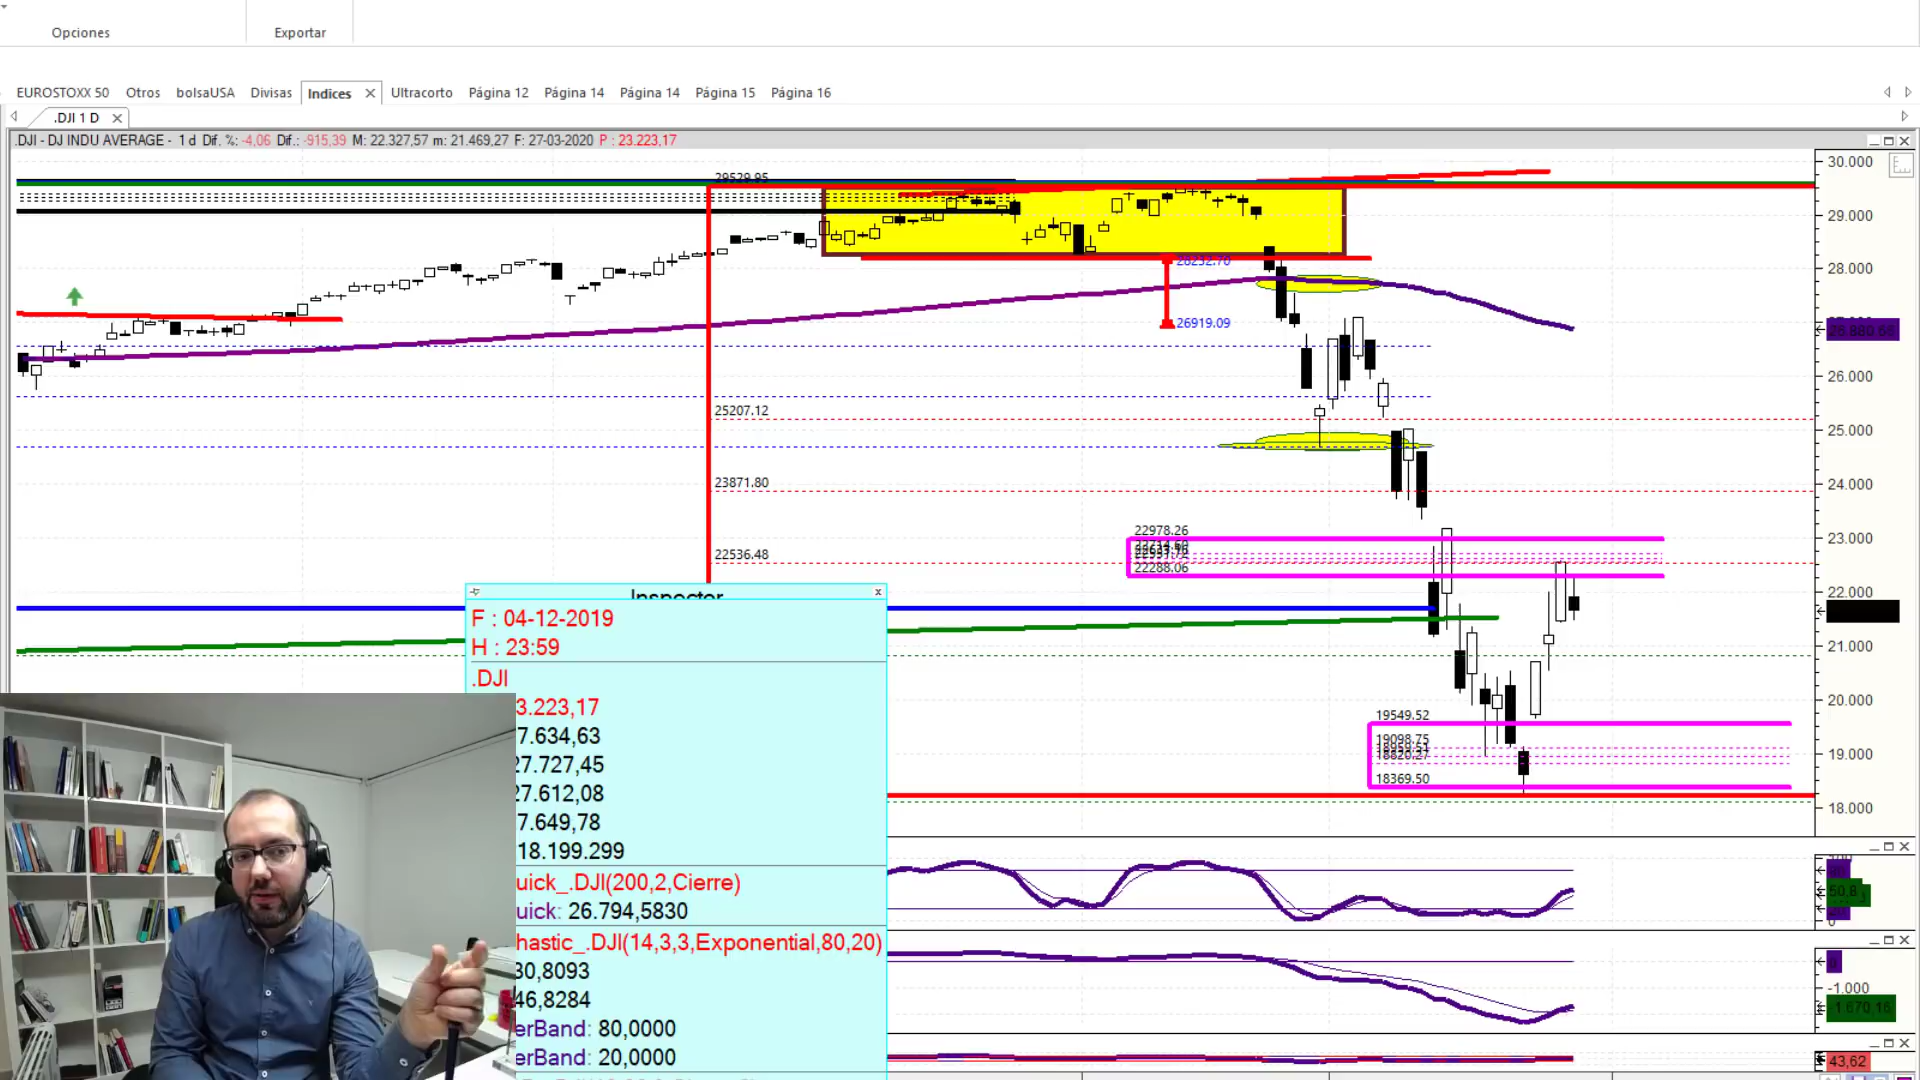 Opciones
Exportar
EUROSTOXX 50 Otros bolsaUSA Divisas Indices Ultracorto Página 12 Página 14 Página 14 Página 15 Página 16
.DJI 1 D
.DJI - DJ INDU AVERAGE - 1 d Dif. %: -4,06 Dif.: -915,39 M: 22.327,57 m: 21.469,27 F: 27-03-2020 P : 23.223,17
30.000
29529.95
29.000
28232.70
28.000
26919.09
26.000
25207.12
25.000
23871.80
24.000
22978.26
23.000
22536.48
22288.06
22.000
Inspector
F : 04-12-2019
H : 23:59
21.000
.DJI
20.000
3.223,17
19549.52
7.634,63
19098.75
19.000
27.727,45
18369.50
27.612,08
18.000
7.649,78
18.199.299
uick_.DJI(200,2,Cierre)
uick: 26.794,5830
hastic_.DJI(14,3,3,Exponential,80,20)
30,8093
46,8284
erBand: 80,0000
erBand: 20,0000
50,8
0
-1.000
43,62